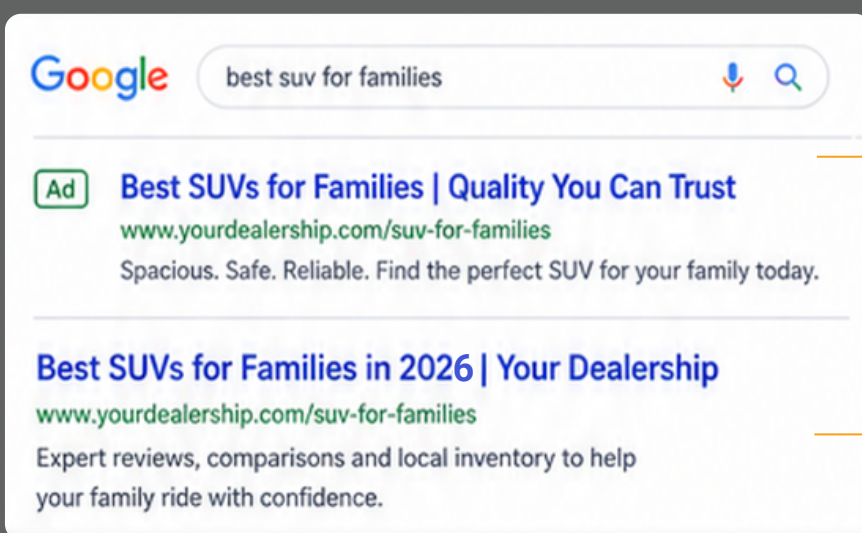 Google
best suv for families
Ad
Best SUVs for Families | Quality You Can Trust
www.yourdealership.com/suv-for-families
Spacious. Safe. Reliable. Find the perfect SUV for your family today.
Best SUVs for Families in 2026 | Your Dealership
www.yourdealership.com/suv-for-families
Expert reviews, comparisons and local inventory to help
your family ride with confidence.